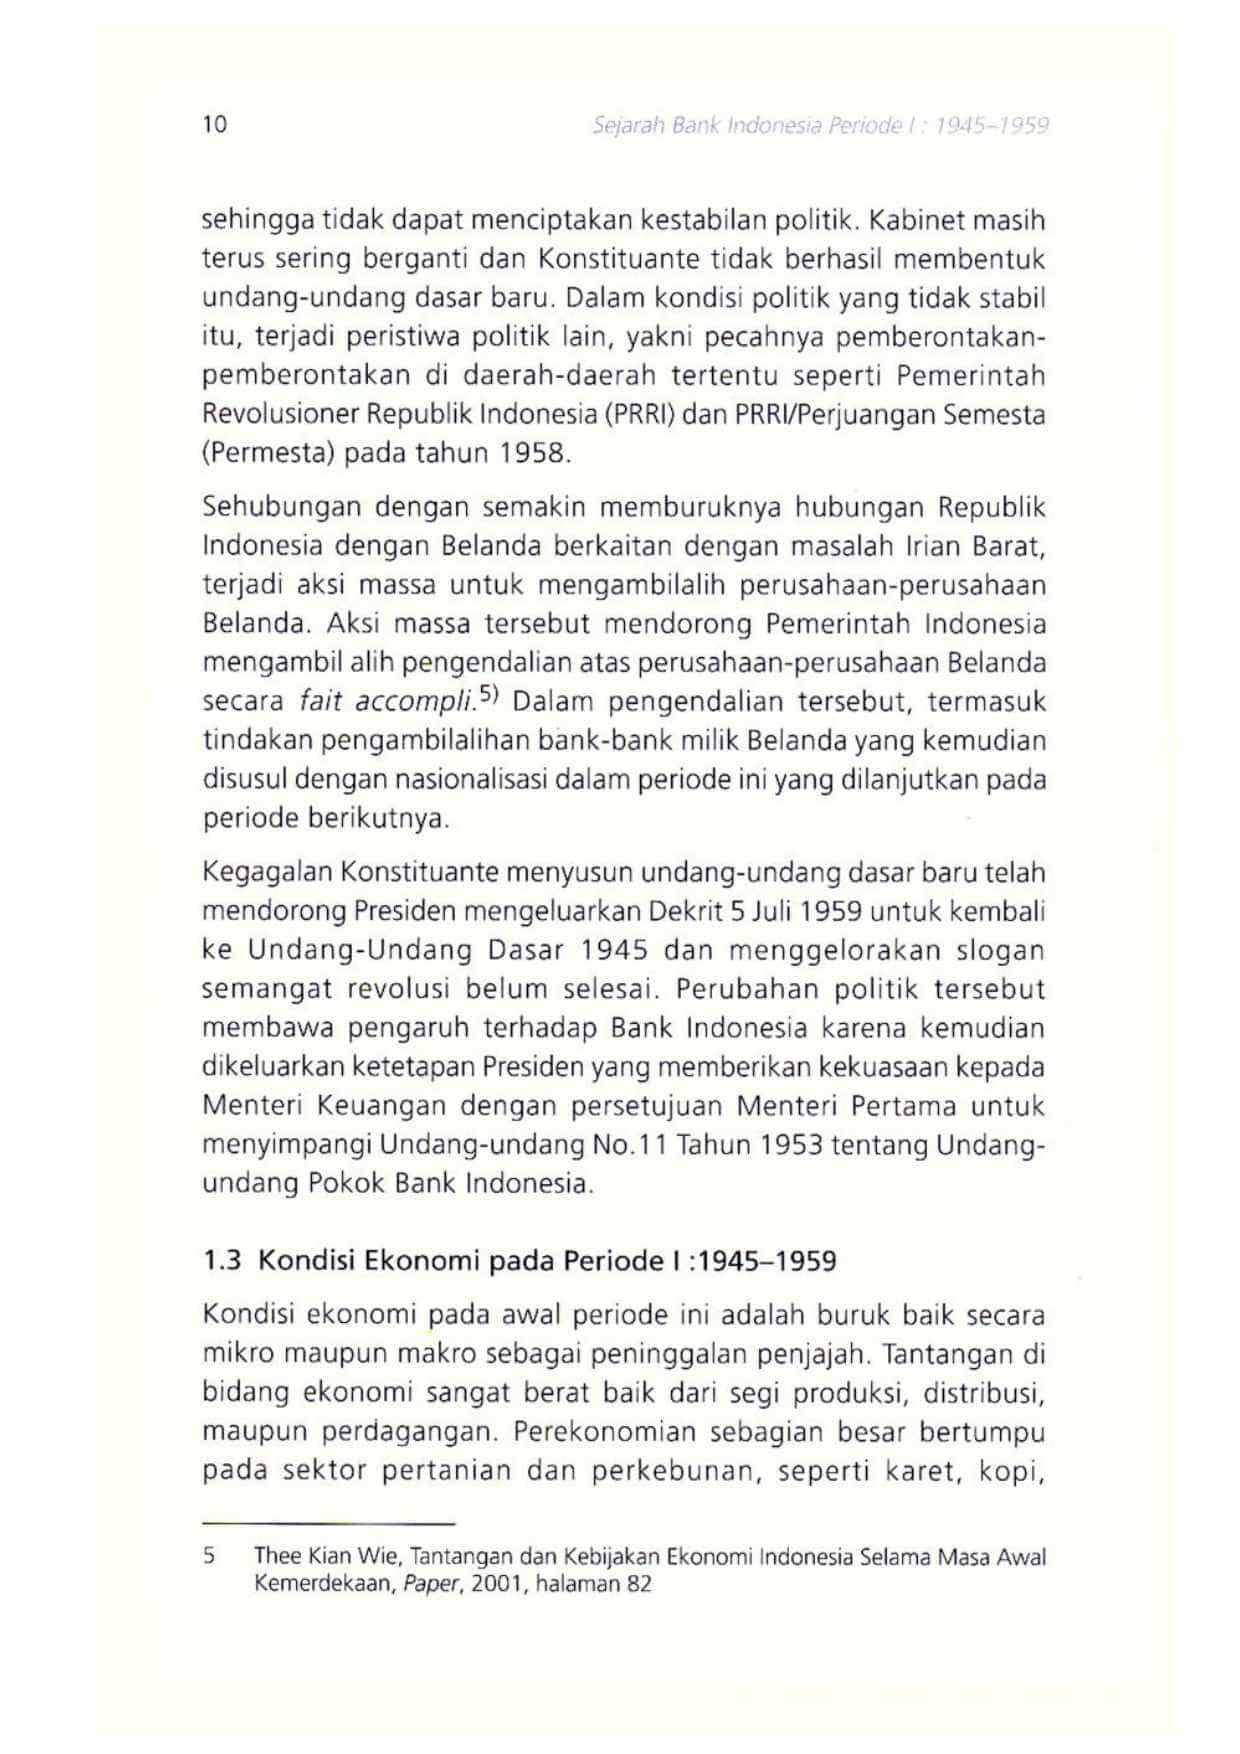 10
Sejarah Bank Indonesia Periode I : 1945–1959
sehingga tidak dapat menciptakan kestabilan politik. Kabinet masih
terus sering berganti dan Konstituante tidak berhasil membentuk
undang-undang dasar baru. Dalam kondisi politik yang tidak stabil
itu, terjadi peristiwa politik lain, yakni pecahnya pemberontakan-
pemberontakan di daerah-daerah tertentu seperti Pemerintah
Revolusioner Republik Indonesia (PRRI) dan PRRI/Perjuangan Semesta
(Permesta) pada tahun 1958.
Sehubungan dengan semakin memburuknya hubungan Republik
Indonesia dengan Belanda berkaitan dengan masalah Irian Barat,
terjadi aksi massa untuk mengambilalih perusahaan-perusahaan
Belanda. Aksi massa tersebut mendorong Pemerintah Indonesia
mengambil alih pengendalian atas perusahaan-perusahaan Belanda
secara fait accompli.5) Dalam pengendalian tersebut, termasuk
tindakan pengambilalihan bank-bank milik Belanda yang kemudian
disusul dengan nasionalisasi dalam periode ini yang dilanjutkan pada
periode berikutnya.
Kegagalan Konstituante menyusun undang-undang dasar baru telah
mendorong Presiden mengeluarkan Dekrit 5 Juli 1959 untuk kembali
ke Undang-Undang Dasar 1945 dan menggelorakan slogan
semangat revolusi belum selesai. Perubahan politik tersebut
membawa pengaruh terhadap Bank Indonesia karena kemudian
dikeluarkan ketetapan Presiden yang memberikan kekuasaan kepada
Menteri Keuangan dengan persetujuan Menteri Pertama untuk
menyimpangi Undang-undang No.11 Tahun 1953 tentang Undang-
undang Pokok Bank Indonesia.
1.3 Kondisi Ekonomi pada Periode I :1945–1959
Kondisi ekonomi pada awal periode ini adalah buruk baik secara
mikro maupun makro sebagai peninggalan penjajah. Tantangan di
bidang ekonomi sangat berat baik dari segi produksi, distribusi,
maupun perdagangan. Perekonomian sebagian besar bertumpu
pada sektor pertanian dan perkebunan, seperti karet, kopi,
5 Thee Kian Wie, Tantangan dan Kebijakan Ekonomi Indonesia Selama Masa Awal
Kemerdekaan, Paper, 2001, halaman 82